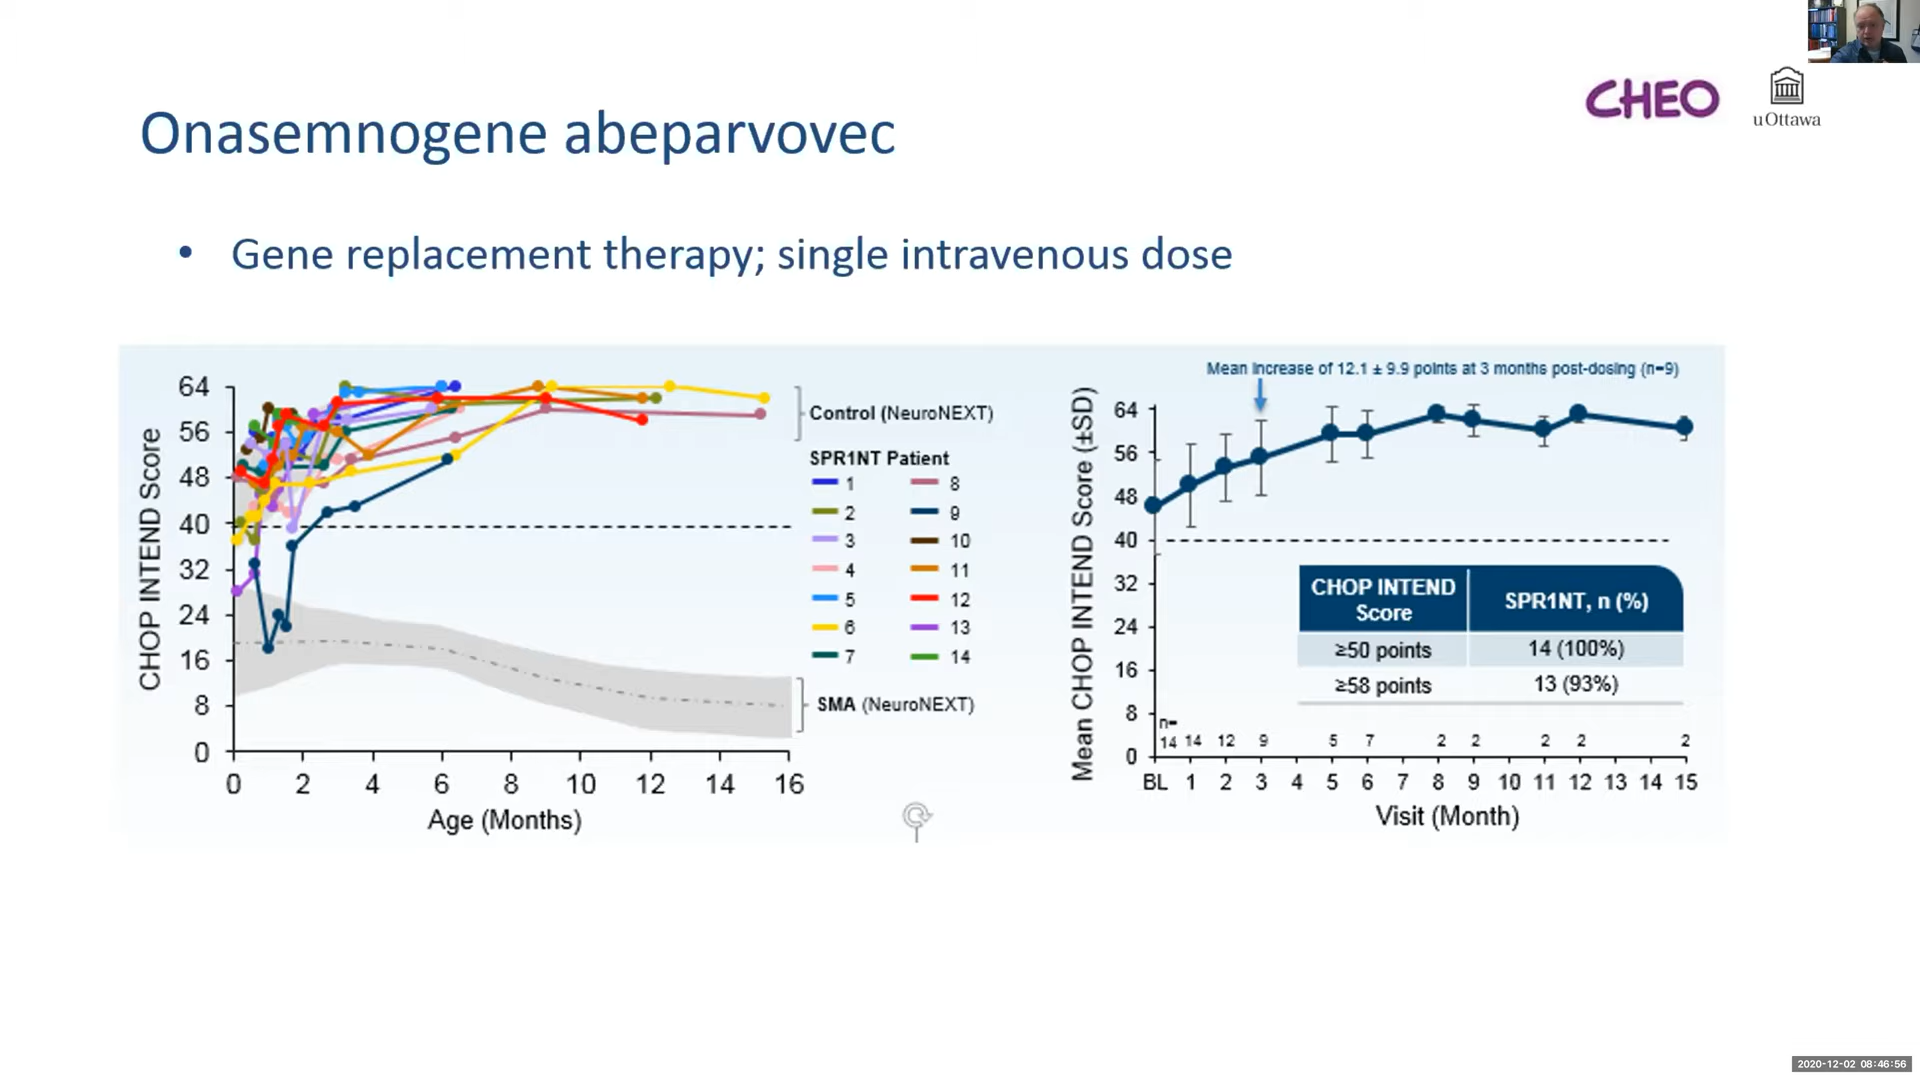 CHEO
uOttawa
Onasemnogene abeparvovec
• Gene replacement therapy; single intravenous dose
CHOP INTEND Score
64
56
48
40
32
24
16
8
0
0 2 4 6 8 10 12 14 16
Age (Months)
Control (NeuroNEXT)
SPR1NT Patient
1 8
2 9
3 10
4 11
5 12
6 13
7 14
SMA (NeuroNEXT)
Mean increase of 12.1 ± 9.9 points at 3 months post-dosing (n=9)
Mean CHOP INTEND Score (±SD)
64
56
48
40
32
24
16
8
0
CHOP INTEND Score SPR1NT, n (%)
≥50 points 14 (100%)
≥58 points 13 (93%)
n=
14 14 12 9 5 7 2 2 2 2 2
BL 1 2 3 4 5 6 7 8 9 10 11 12 13 14 15
Visit (Month)
2020-12-02 08:46:56